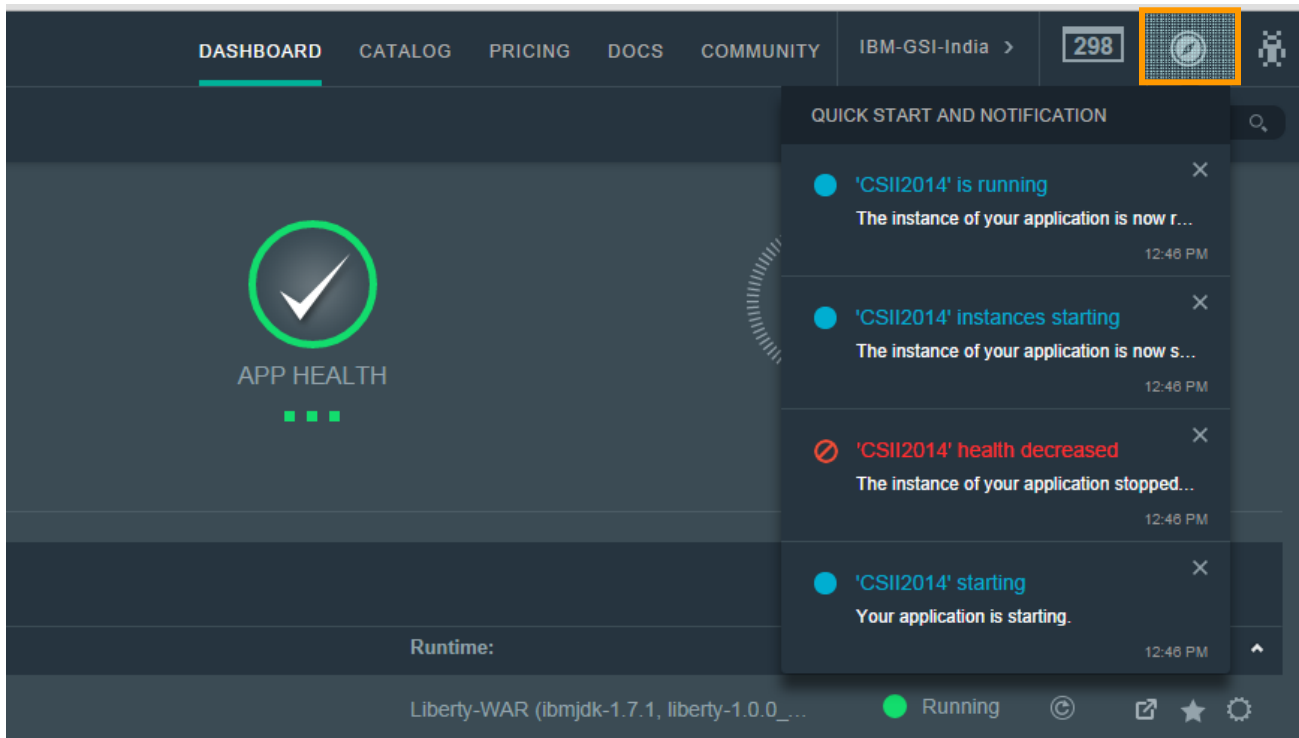 DASHBOARD CATALOG PRICING DOCS COMMUNITY IBM-GSI-India > 298
QUICK START AND NOTIFICATION
'CSII2014' is running
The instance of your application is now r...
12:46 PM
'CSII2014' instances starting
The instance of your application is now s...
12:46 PM
APP HEALTH
'CSII2014' health decreased
The instance of your application stopped...
12:46 PM
'CSII2014' starting
Your application is starting.
12:46 PM
Runtime:
Liberty-WAR (ibmjdk-1.7.1, liberty-1.0.0_... Running